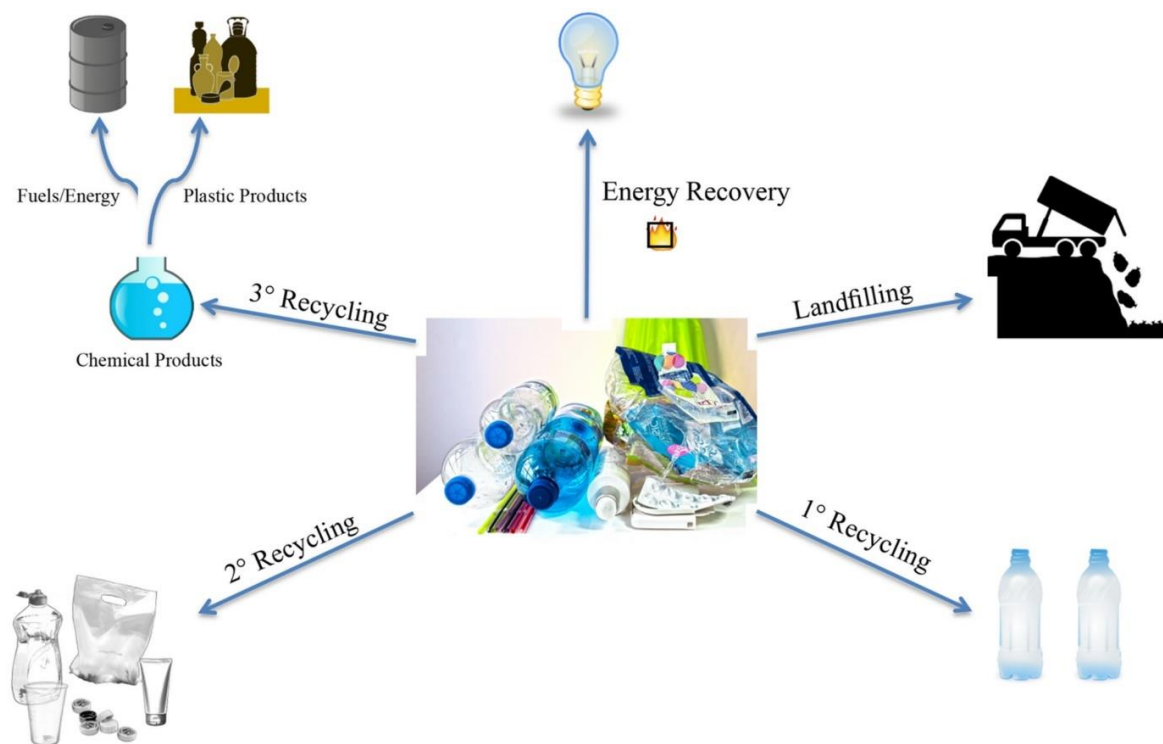 Fuels/Energy
Plastic Products
Energy Recovery
3° Recycling
Landfilling
Chemical Products
2° Recycling
1° Recycling